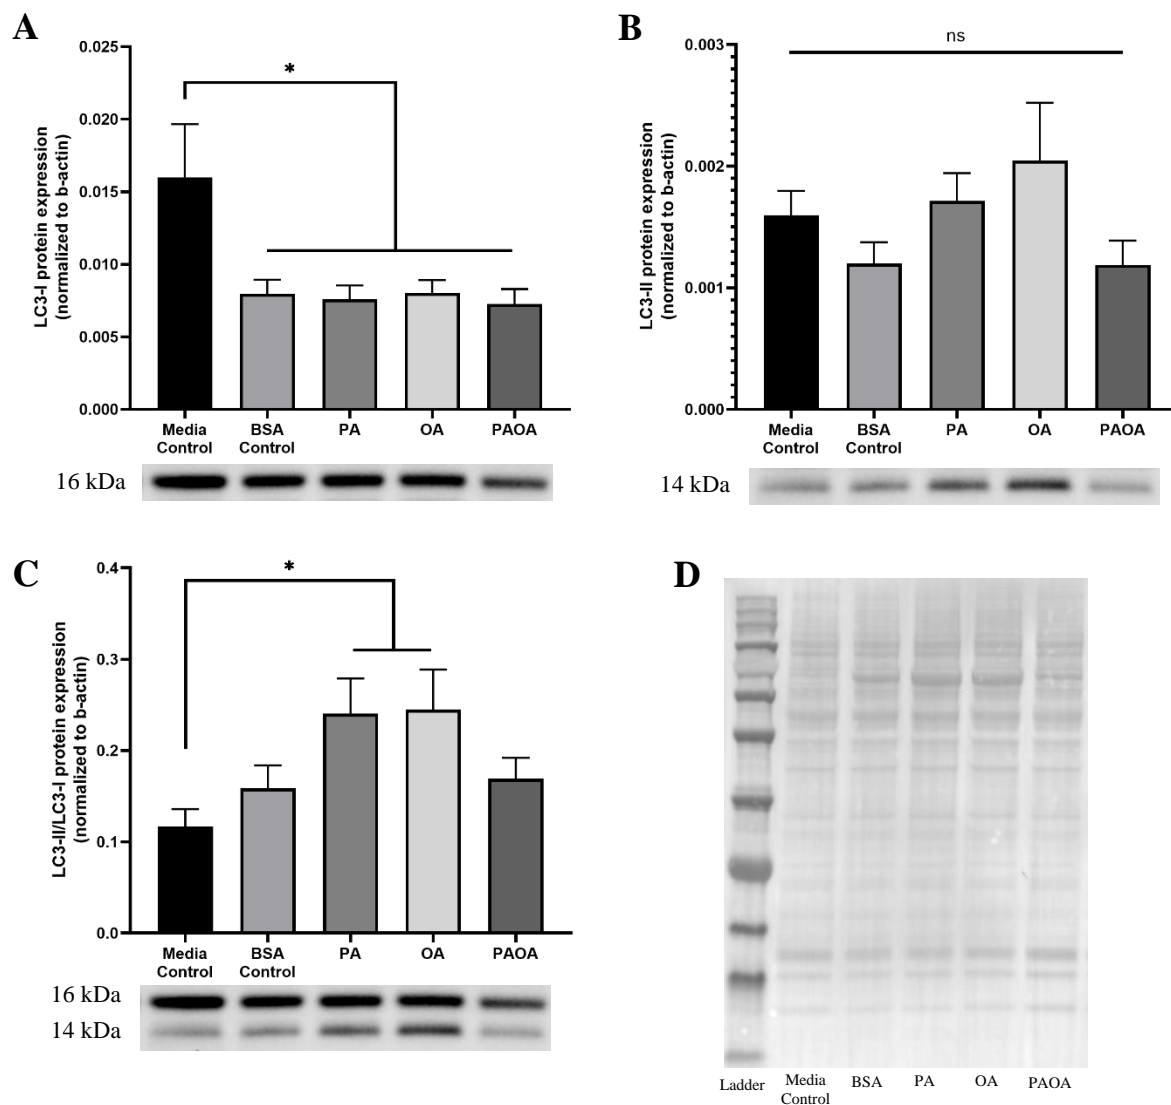 A
LC3-I protein expression
(normalized to b-actin)
0.025
0.020
0.015
0.010
0.005
0.000
*
Media
Control
BSA
Control
PA
OA
PAOA
16 kDa
B
LC3-II protein expression
(normalized to b-actin)
0.003
0.002
0.001
0.000
ns
Media
Control
BSA
Control
PA
OA
PAOA
14 kDa
C
LC3-II/LC3-I protein expression
(normalized to b-actin)
0.4
0.3
0.2
0.1
0.0
*
Media
Control
BSA
Control
PA
OA
PAOA
16 kDa
14 kDa
D
Ladder
Media
Control
BSA
PA
OA
PAOA